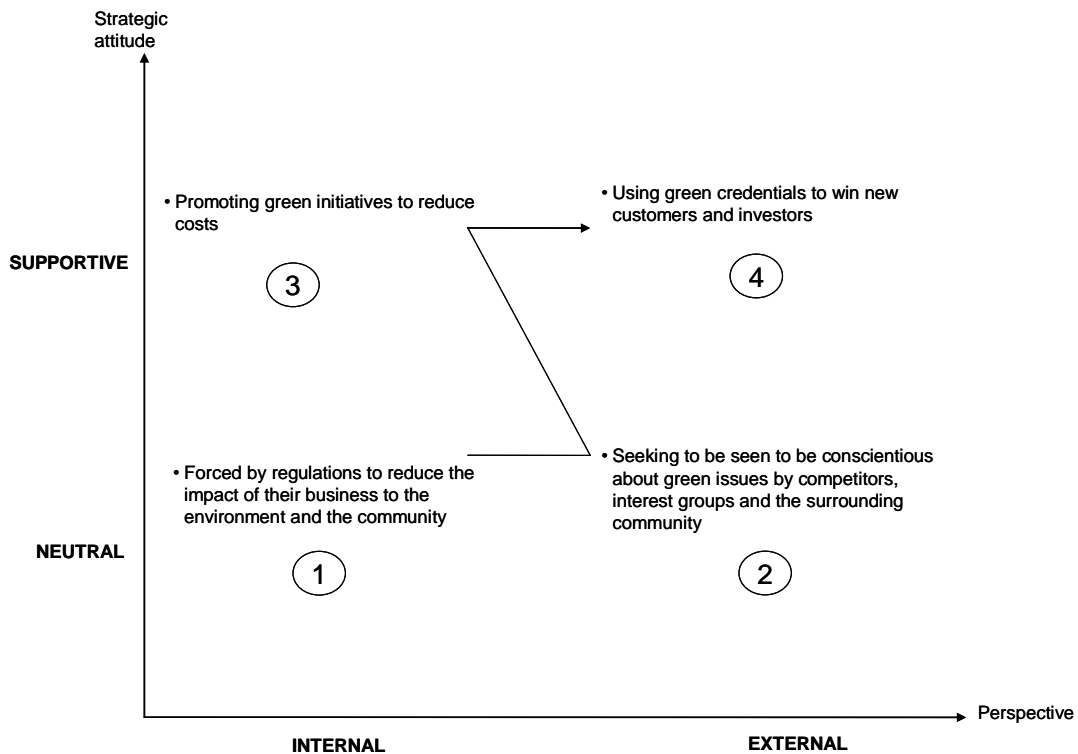 Strategic
attitude
• Promoting green initiatives to reduce
costs
• Using green credentials to win new
customers and investors
SUPPORTIVE
3
4
• Forced by regulations to reduce the
impact of their business to the
environment and the community
• Seeking to be seen to be conscientious
about green issues by competitors,
interest groups and the surrounding
community
NEUTRAL
1
2
Perspective
INTERNAL
EXTERNAL